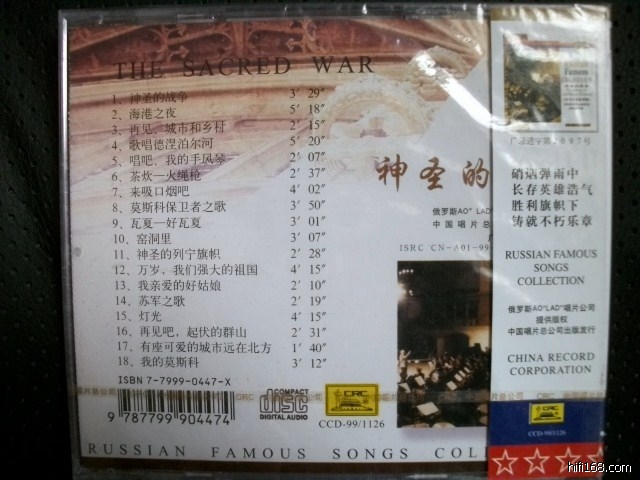 THE SACRED WAR
1、神圣的战争 3′ 29″
2、海港之夜 5′ 18″
3、再见、城市和乡村 2′ 15″
4、歌唱德涅泊尔河 5′ 20″
5、唱吧，我的手风琴 2′ 07″
6、茶炊—火绳枪 2′ 37″
7、来吸口烟吧 4′ 02″
8、莫斯科保卫者之歌 3′ 50″
9、瓦夏—好瓦夏 3′ 01″
10、窑洞里 3′ 07″
11、神圣的列宁旗帜 2′ 28″
12、万岁，我们强大的祖国 4′ 15″
13、我亲爱的好姑娘 2′ 10″
14、苏军之歌 2′ 19″
15、灯光 4′ 15″
16、再见吧，起伏的群山 2′ 31″
17、有座可爱的城市远在北方 1′ 40″
18、我的莫斯科 3′ 12″
神圣的
俄罗斯AO"LAD"
中国唱片总
ISRC CN-A01-99
硝烟弹雨中
长存英雄浩气
胜利旗帜下
铸就不朽乐章
RUSSIAN FAMOUS
SONGS
COLLECTION
俄罗斯AO"LAD"唱片公司
提供版权
中国唱片总公司出版发行
CHINA RECORD
CORPORATION
CRC
CCD-99/1126
ISBN 7-7999-0447-X
9 787799 904474
COMPACT
disc
DIGITAL AUDIO
CRC
CCD-99/1126
RUSSIAN FAMOUS SONGS COLL
hifi168.com